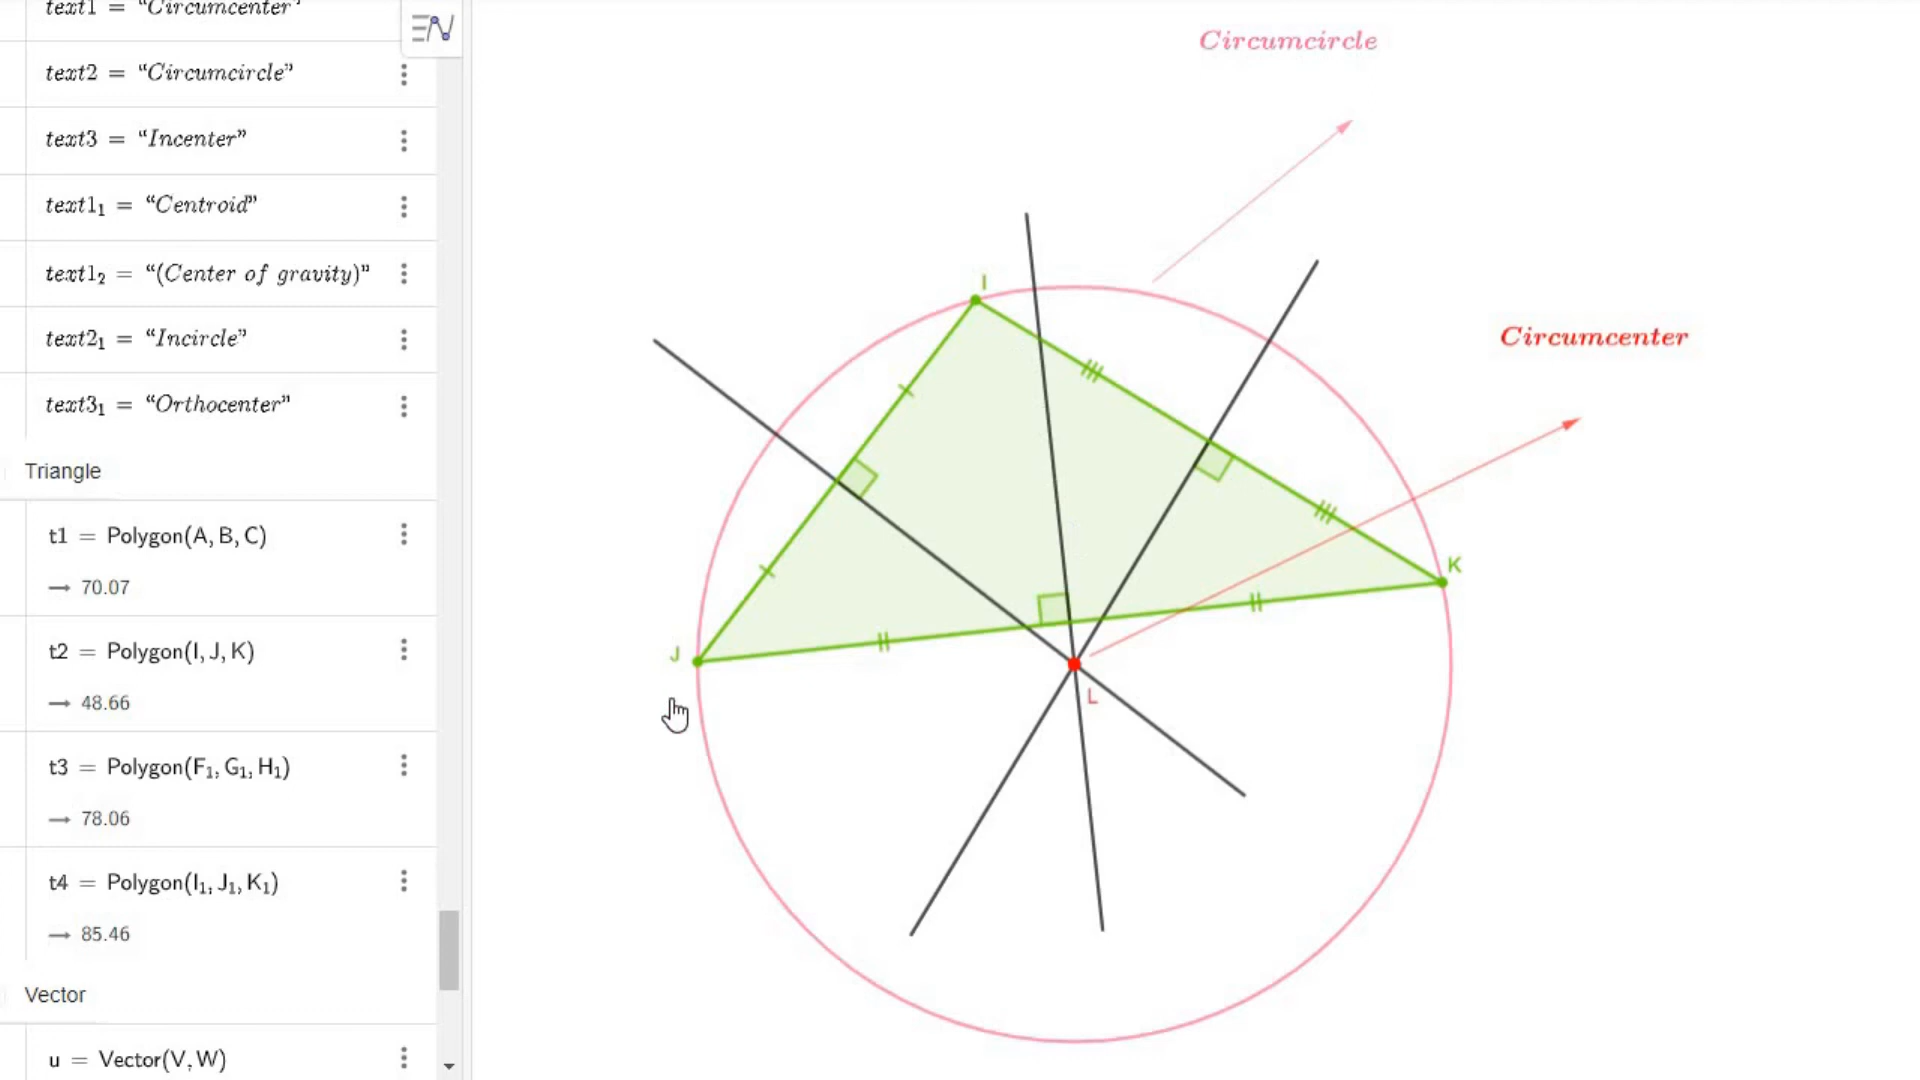 text1 = “Circumcenter”
text2 = “Circumcircle”
text3 = “Incenter”
text1₁ = “Centroid”
text1₂ = “(Center of gravity)”
text2₁ = “Incircle”
text3₁ = “Orthocenter”
Triangle
t1 = Polygon(A, B, C)
→ 70.07
t2 = Polygon(I, J, K)
→ 48.66
t3 = Polygon(F₁, G₁, H₁)
→ 78.06
t4 = Polygon(I₁, J₁, K₁)
→ 85.46
Vector
u = Vector(V, W)
Circumcircle
I
Circumcenter
K
J
L